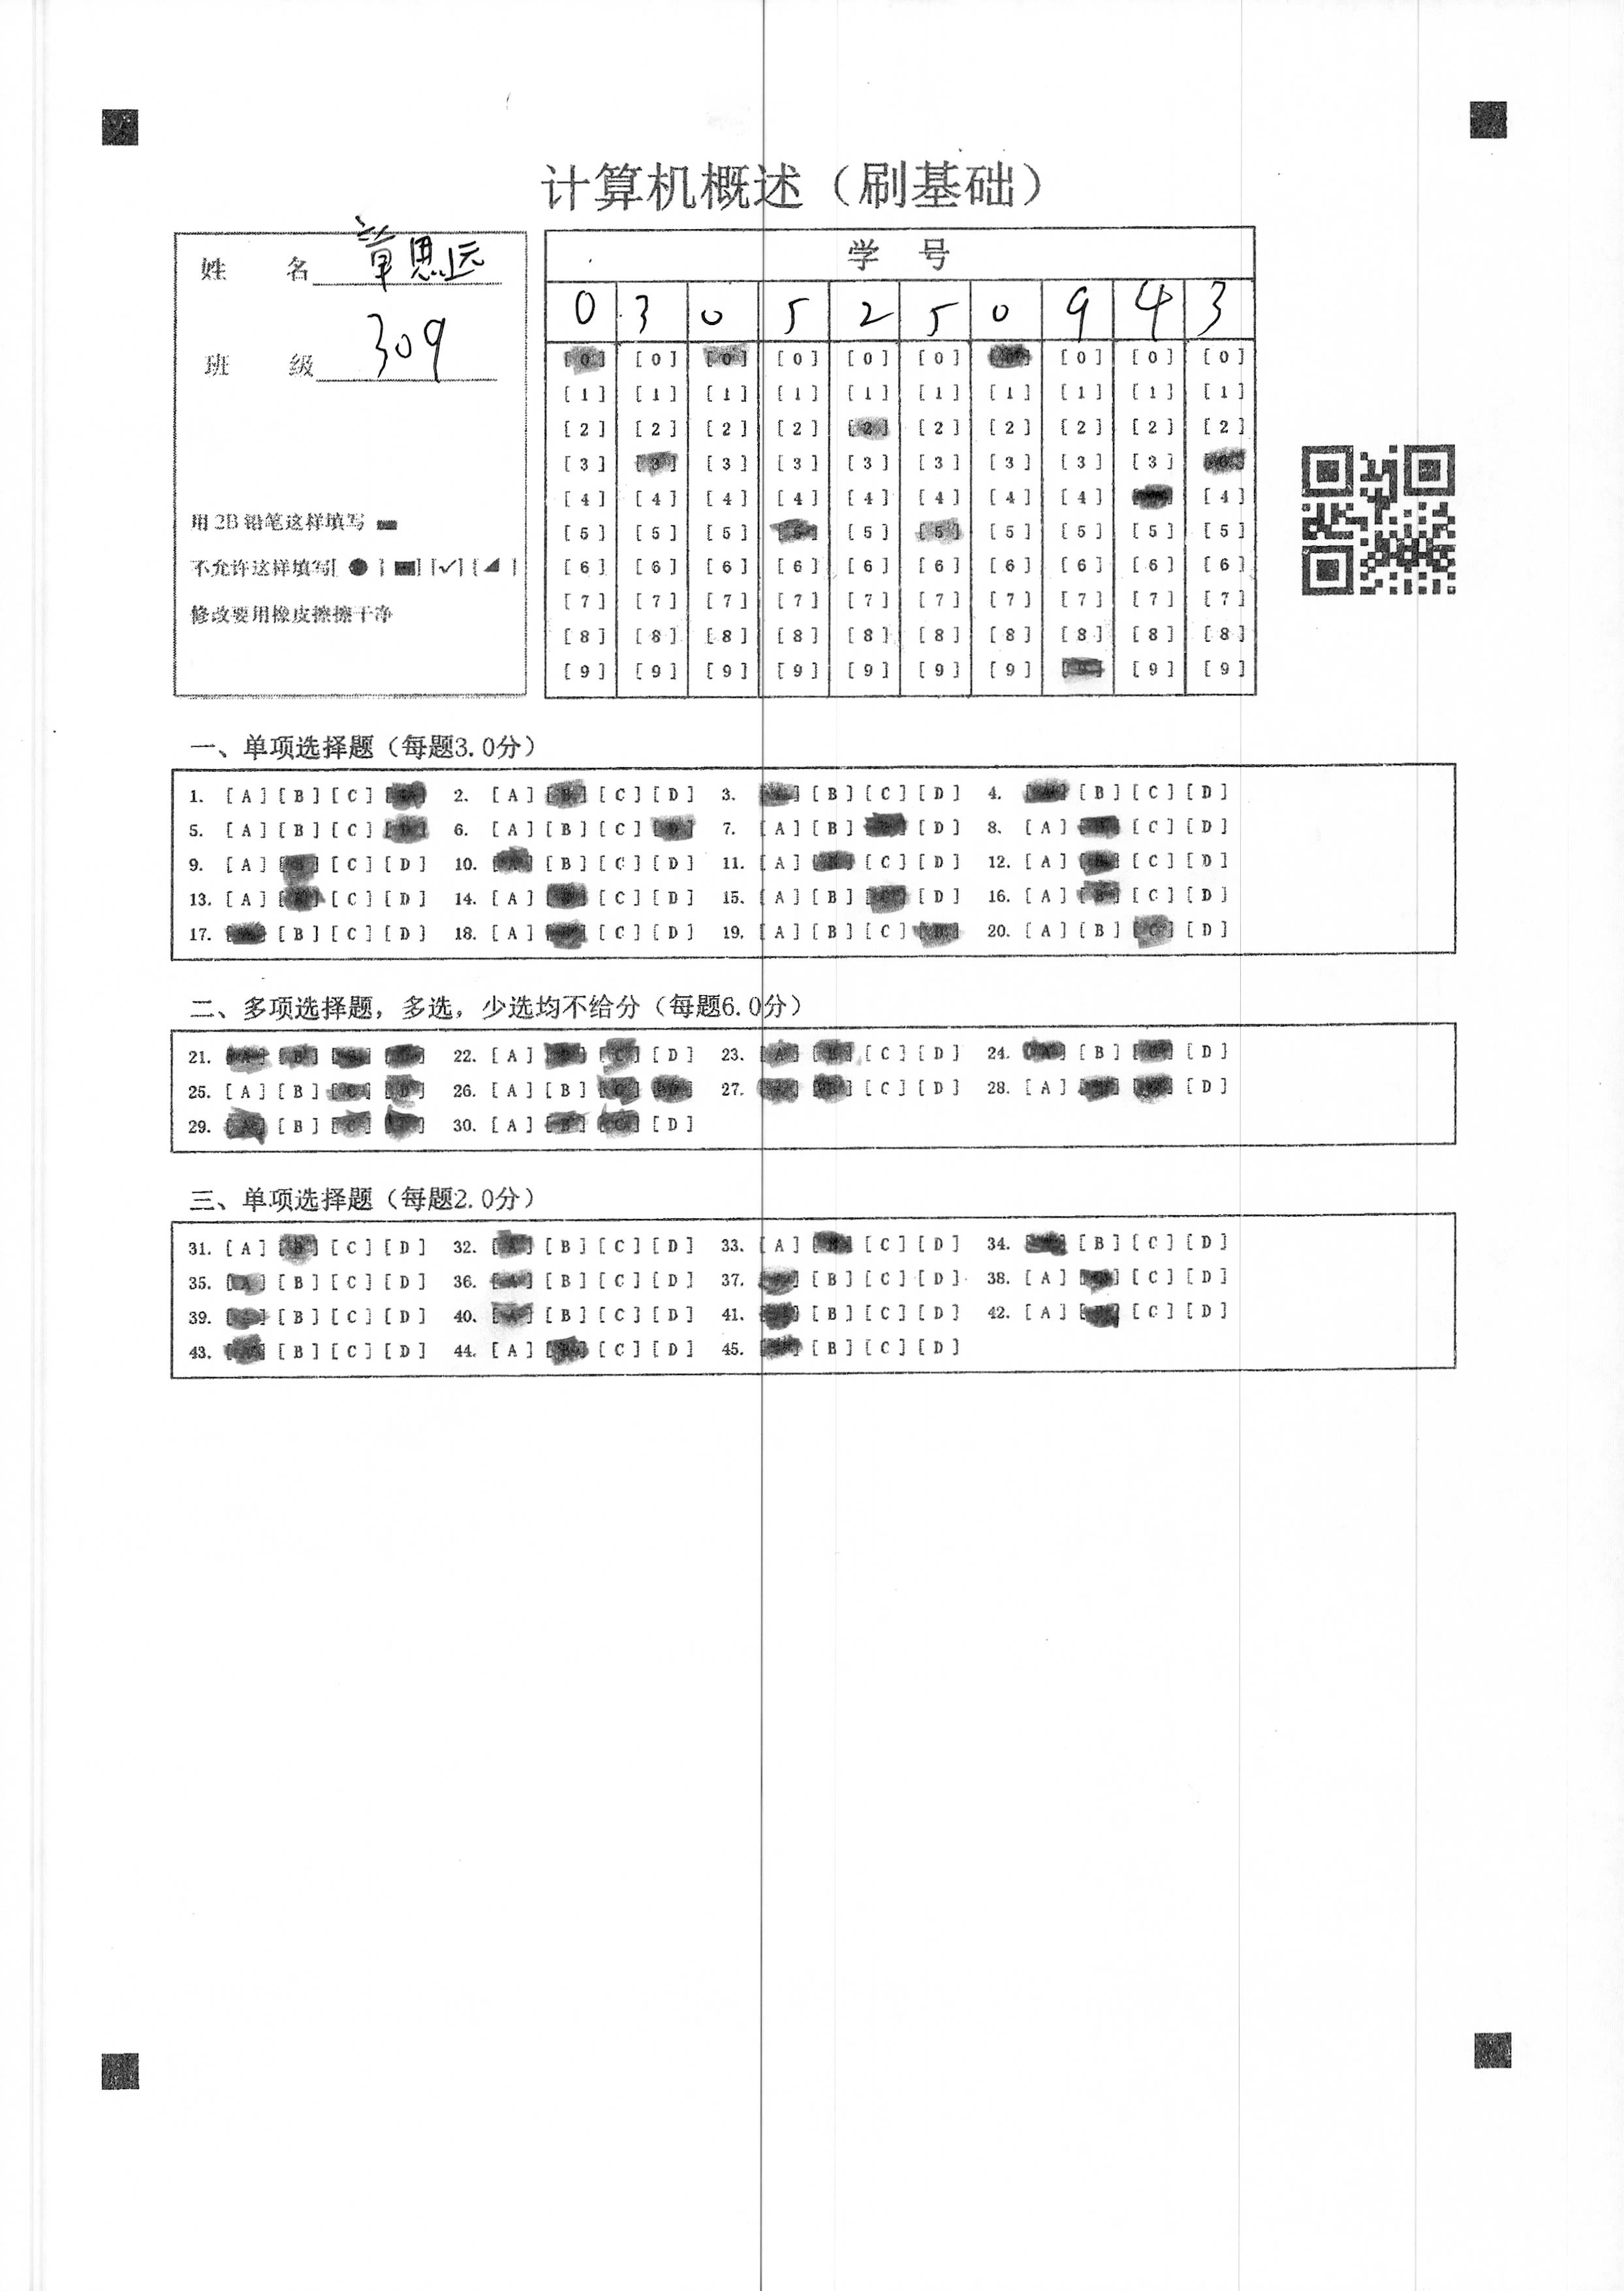 计算机概述（刷基础）
姓 名 章思远
班 级 309
用 2B 铅笔这样填写
不允许这样填写[ ● ] [ ] [✓] [ ◢ ]
修改要用橡皮擦擦干净
学 号
0 3 0 5 2 5 0 9 4 3
[0] [0] [0] [0] [0] [0] [0] [0] [0] [0]
[1] [1] [1] [1] [1] [1] [1] [1] [1] [1]
[2] [2] [2] [2] [2] [2] [2] [2] [2] [2]
[3] [3] [3] [3] [3] [3] [3] [3] [3]
[4] [4] [4] [4] [4] [4] [4] [4] [4]
[5] [5] [5] [5] [5] [5] [5] [5] [5] [5]
[6] [6] [6] [6] [6] [6] [6] [6] [6] [6]
[7] [7] [7] [7] [7] [7] [7] [7] [7] [7]
[8] [8] [8] [8] [8] [8] [8] [8] [8] [8]
[9] [9] [9] [9] [9] [9] [9] [9] [9]
一、单项选择题（每题3.0分）
1. [A] [B] [C] 2. [A] [B] [C] [D] 3. [B] [C] [D] 4. [B] [C] [D]
5. [A] [B] [C] [D] 6. [A] [B] [C] [D] 7. [A] [B] [D] 8. [A] [C] [D]
9. [A] [C] [D] 10. [B] [C] [D] 11. [A] [C] [D] 12. [A] [C] [D]
13. [A] [C] [D] 14. [A] [C] [D] 15. [A] [B] [D] 16. [A] [B] [C] [D]
17. [B] [C] [D] 18. [A] [C] [D] 19. [A] [B] [C] 20. [A] [B] [C] [D]
二、多项选择题，多选，少选均不给分（每题6.0分）
21. [B] 22. [A] [C] [D] 23. [A] [B] [C] [D] 24. [B] [D]
25. [A] [B] [C] [D] 26. [A] [B] [C] 27. [C] [D] 28. [A] [D]
29. [A] [B] [C] 30. [A] [B] [C] [D]
三、单项选择题（每题2.0分）
31. [A] [B] [C] [D] 32. [A] [B] [C] [D] 33. [A] [C] [D] 34. [B] [C] [D]
35. [A] [B] [C] [D] 36. [A] [B] [C] [D] 37. [B] [C] [D] 38. [A] [C] [D]
39. [B] [C] [D] 40. [A] [B] [C] [D] 41. [B] [C] [D] 42. [A] [C] [D]
43. [B] [C] [D] 44. [A] [C] [D] 45. [B] [C] [D]